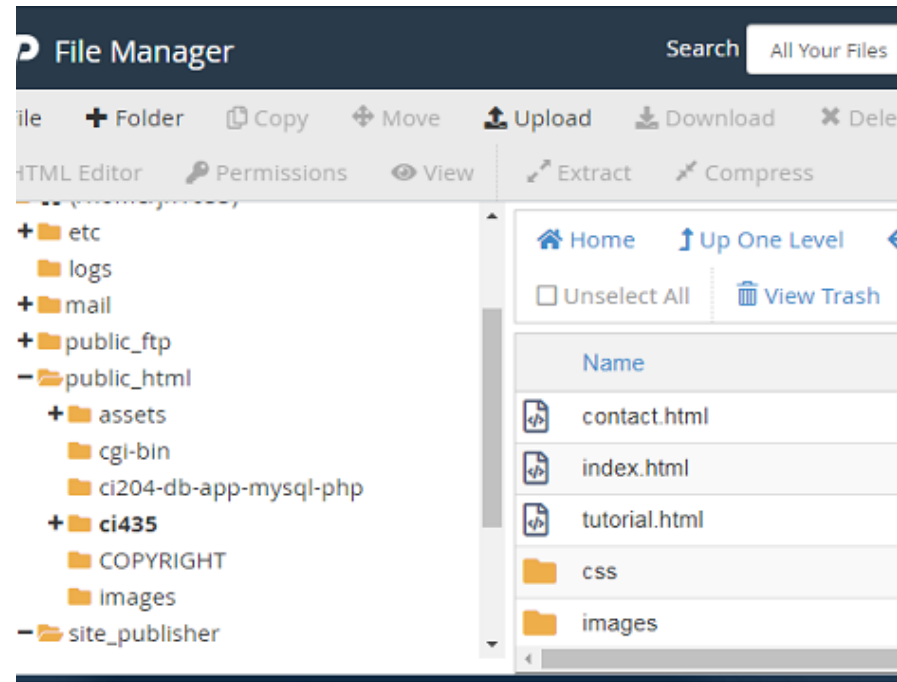 File Manager Search All Your Files
+ Folder Copy Move Upload Download
HTML Editor Permissions View Extract Compress
etc
logs
mail
public_ftp
public_html
assets
cgi-bin
ci204-db-app-mysql-php
ci435
COPYRIGHT
images
site_publisher
Home Up One Level
Unselect All View Trash
Name
contact.html
index.html
tutorial.html
css
images